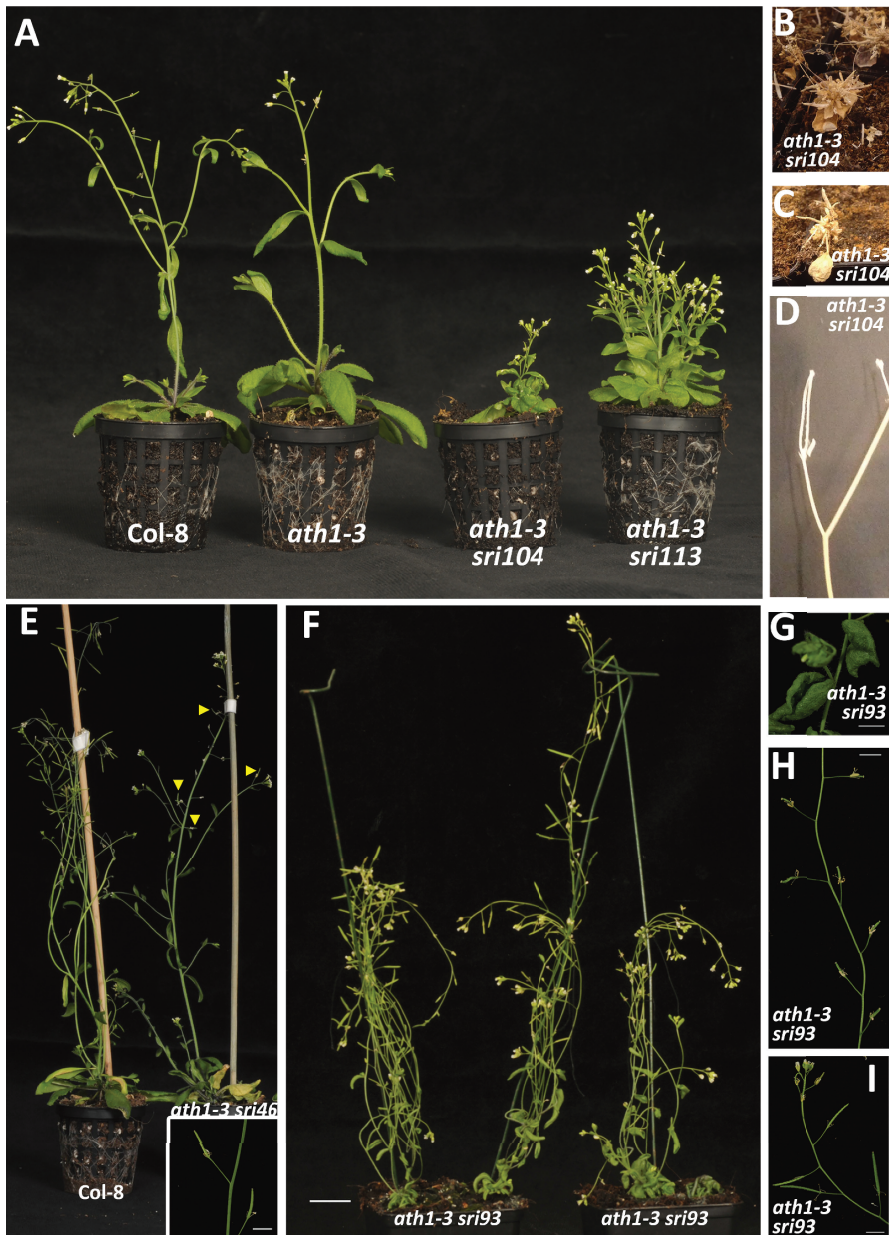 A
Col-8
ath1-3
ath1-3
sri104
ath1-3
sri113
B
ath1-3
sri104
C
ath1-3
sri104
D
ath1-3
sri104
E
ath1-3 sri46
Col-8
F
ath1-3 sri93
ath1-3 sri93
G
ath1-3
sri93
H
ath1-3
sri93
I
ath1-3
sri93